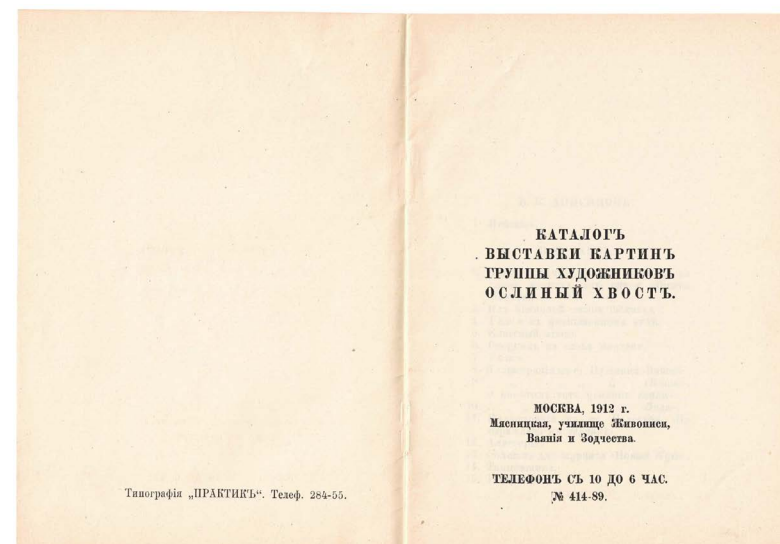 Типографія „ПРАКТИКЪ“. Телеф. 284-55.
КАТАЛОГЪ
ВЫСТАВКИ КАРТИНЪ
ГРУППЫ ХУДОЖНИКОВЪ
ОСЛИНЫЙ ХВОСТЪ.
МОСКВА, 1912 г.
Мясницкая, училище Живописи,
Ваянія и Зодчества.
ТЕЛЕФОНЪ СЪ 10 ДО 6 ЧАС.
№ 414-89.